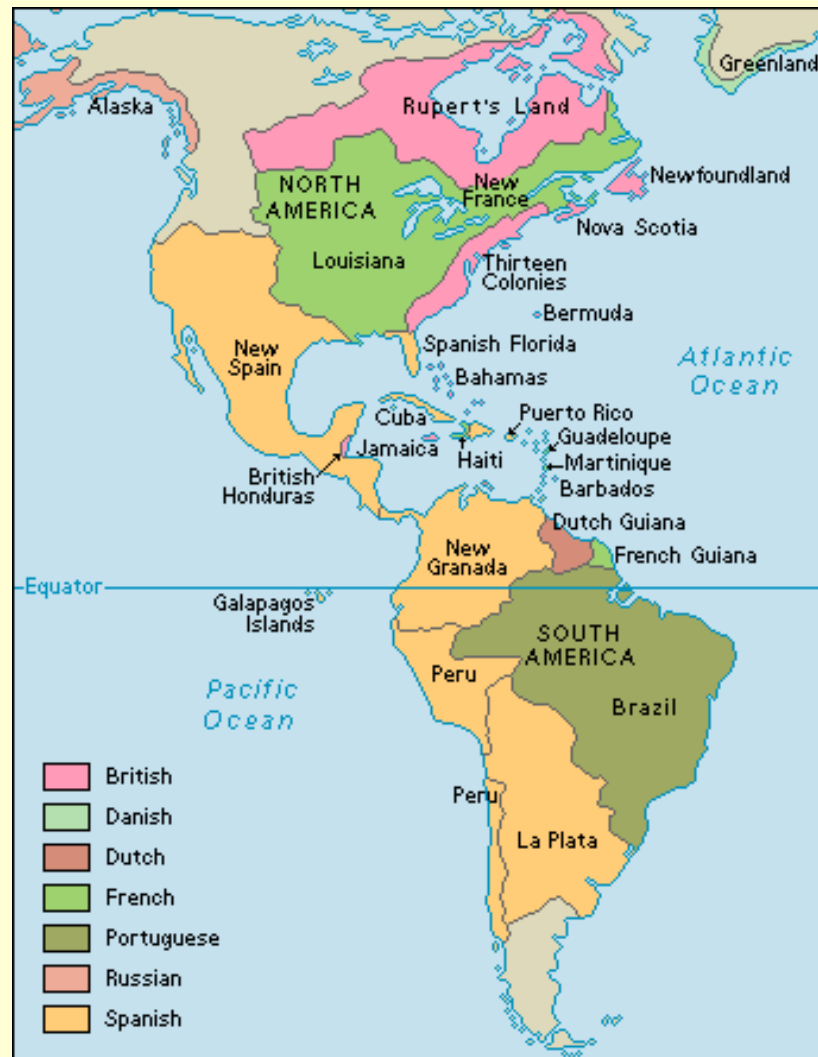 Greenland
Alaska
Rupert's Land
NORTH
AMERICA
New
France
Newfoundland
Nova Scotia
Louisiana
Thirteen
Colonies
Bermuda
New
Spain
Spanish Florida
Atlantic
Ocean
Bahamas
Cuba
Puerto Rico
Jamaica
Haiti
Guadeloupe
Martinique
British
Honduras
Barbados
Dutch Guiana
New
Granada
French Guiana
Equator
Galapagos
Islands
SOUTH
AMERICA
Peru
Pacific
Ocean
Brazil
Peru
La Plata
British
Danish
Dutch
French
Portuguese
Russian
Spanish